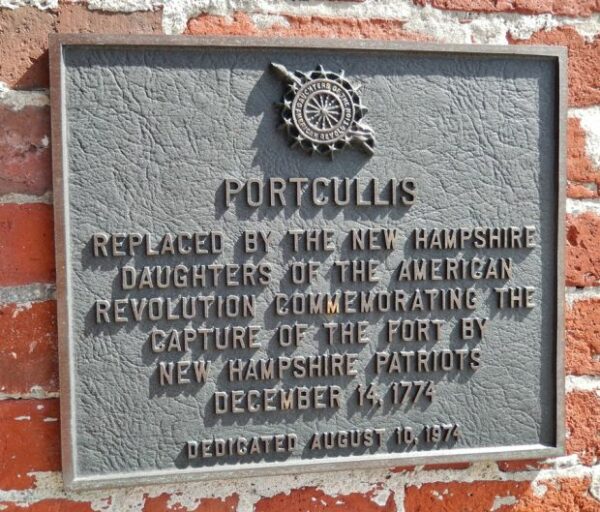 PORTCULLIS
REPLACED BY THE NEW HAMPSHIRE
DAUGHTERS OF THE AMERICAN
REVOLUTION COMMEMORATING THE
CAPTURE OF THE FORT BY
NEW HAMPSHIRE PATRIOTS
DECEMBER 14, 1774
DEDICATED AUGUST 10, 1974